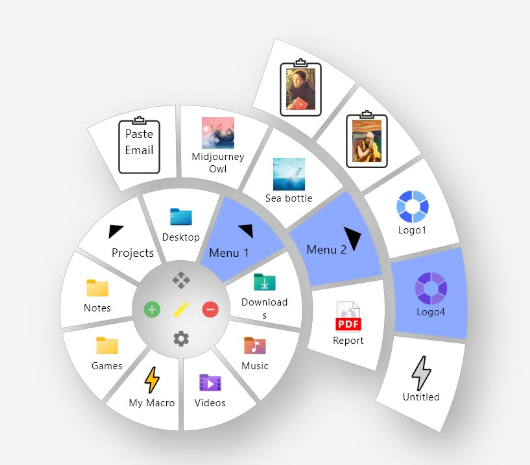 Paste
Email
Midjourney
Owl
Sea bottle
Logo1
Projects
Desktop
Menu 1
Menu 2
Notes
Download
s
Logo4
PDF
Report
Games
Music
My Macro
Videos
Untitled